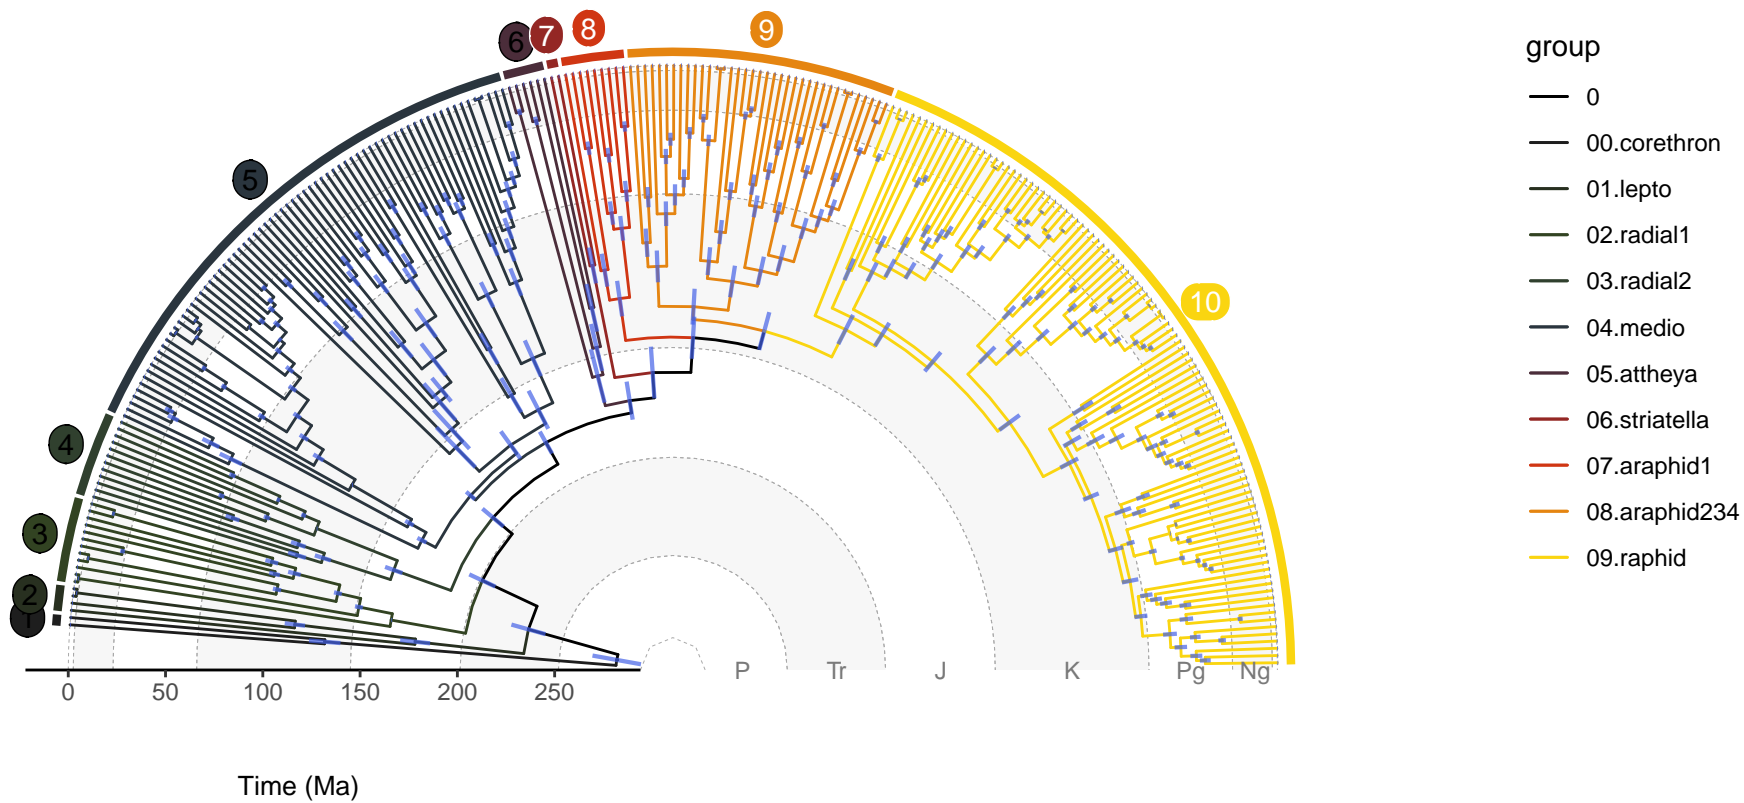 6 7 8 9
5
10
4
3
2
1
P Tr J K Pg Ng
0 50 100 150 200 250
Time (Ma)
group
0
00.corethron
01.lepto
02.radial1
03.radial2
04.medio
05.attheya
06.striatella
07.araphid1
08.araphid234
09.raphid